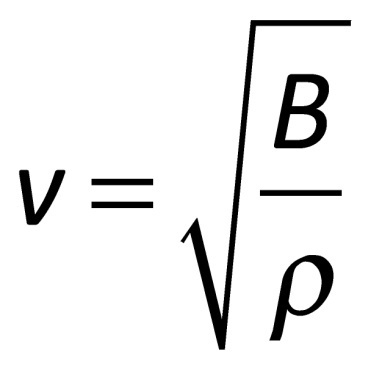 v = √(B/ρ)